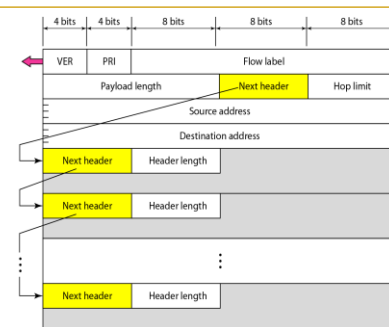 4 bits 4 bits 8 bits 8 bits 8 bits
VER PRI Flow label
Payload length Next header Hop limit
Source address
Destination address
Next header Header length
Next header Header length
Next header Header length